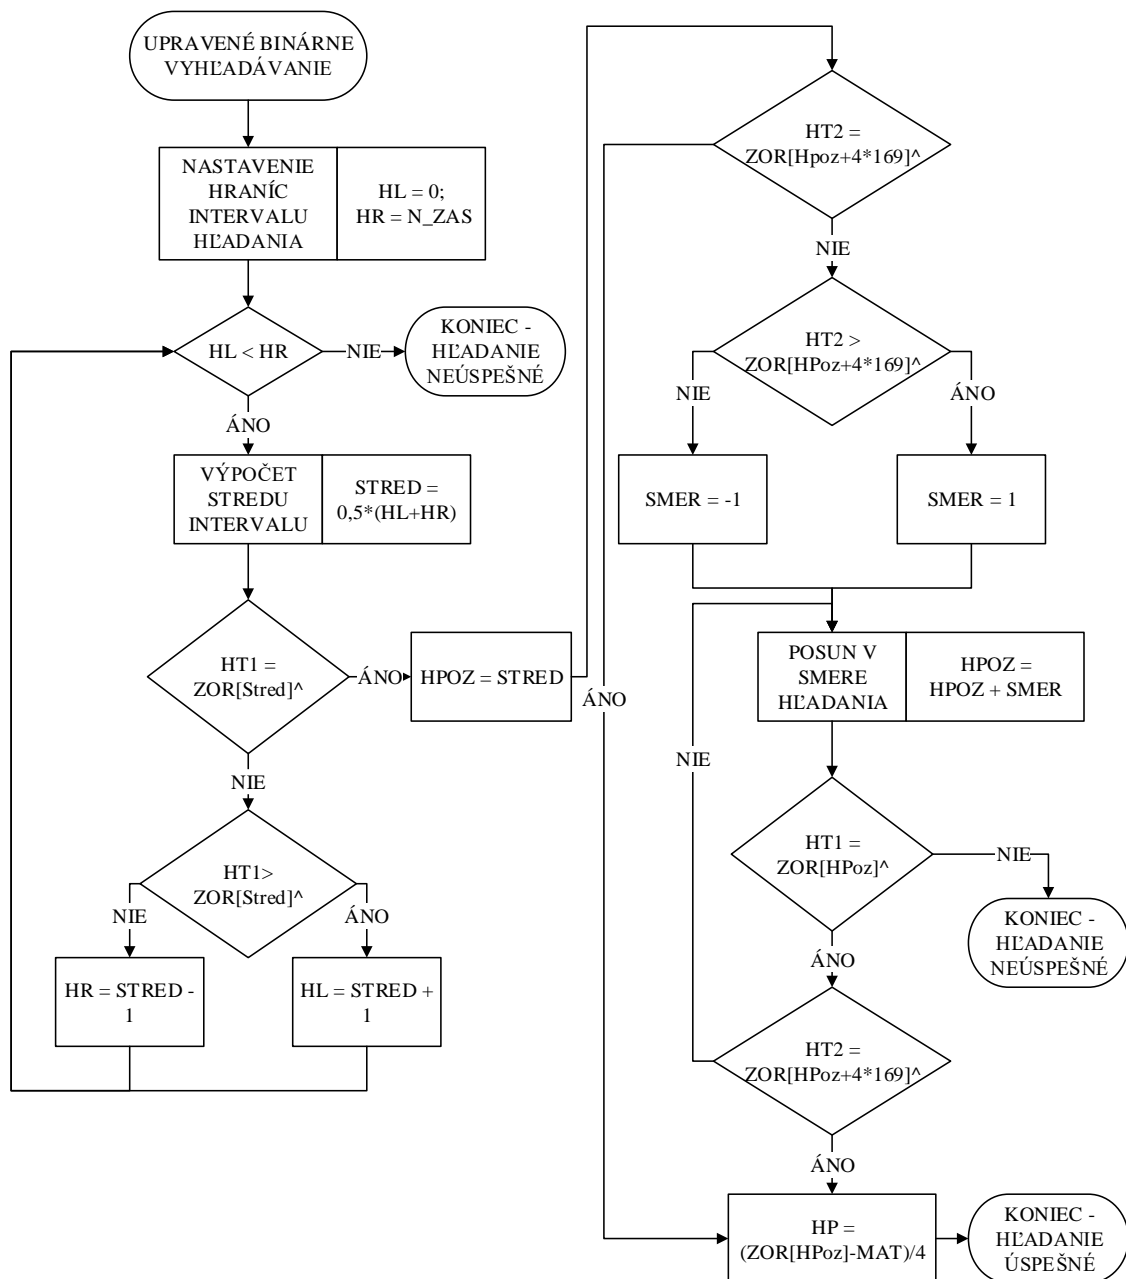 UPRAVENÉ BINÁRNE
VYHĽADÁVANIE
NASTAVENIE
HRANÍC
INTERVALU
HĽADANIA
HL = 0;
HR = N_ZAS
HL < HR
NIE
KONIEC -
HĽADANIE
NEÚSPEŠNÉ
ÁNO
VÝPOČET
STREDU
INTERVALU
STRED =
0,5*(HL+HR)
HT1 =
ZOR[Stred]^
ÁNO
HPOZ = STRED
NIE
HT1>
ZOR[Stred]^
NIE
ÁNO
HR = STRED -
1
HL = STRED +
1
HT2 =
ZOR[Hpoz+4*169]^
ÁNO
NIE
HT2 >
ZOR[HPoz+4*169]^
NIE
ÁNO
SMER = -1
SMER = 1
POSUN V
SMERE
HĽADANIA
HPOZ =
HPOZ + SMER
NIE
HT1 =
ZOR[HPoz]^
NIE
KONIEC -
HĽADANIE
NEÚSPEŠNÉ
ÁNO
HT2 =
ZOR[HPoz+4*169]^
ÁNO
HP =
(ZOR[HPoz]-MAT)/4
KONIEC -
HĽADANIE
ÚSPEŠNÉ